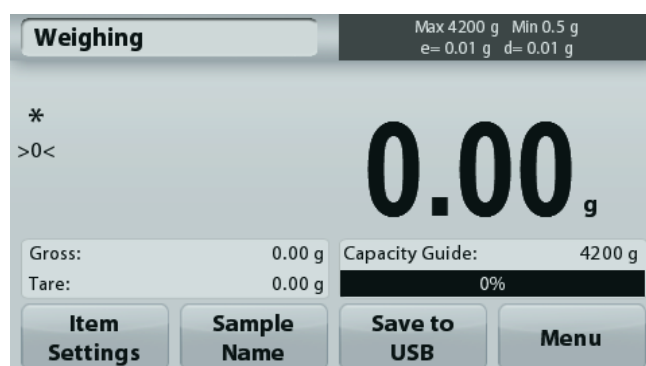 Weighing
Max 4200 g Min 0.5 g
e= 0.01 g d= 0.01 g
*
>0<
0.00 g
Gross: 0.00 g
Tare: 0.00 g
Capacity Guide: 4200 g
0%
Item
Settings
Sample
Name
Save to
USB
Menu